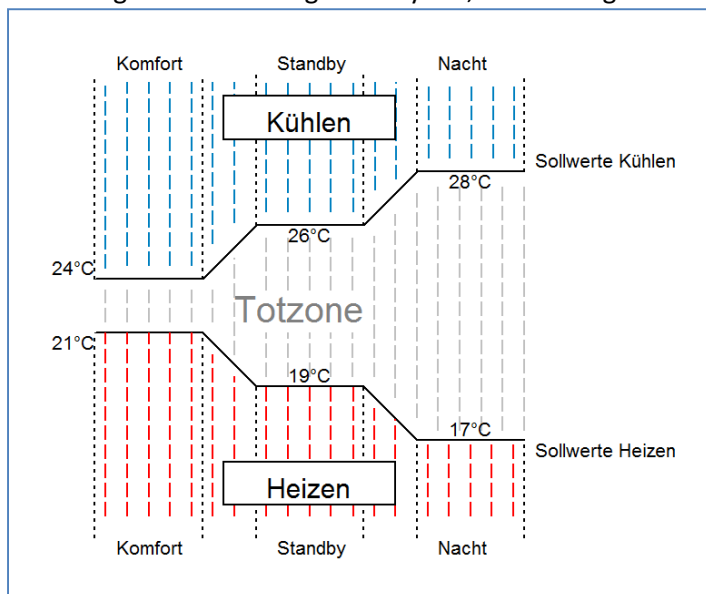 Komfort Standby Nacht
Kühlen
Sollwerte Kühlen
28°C
26°C
24°C
Totzone
21°C
19°C
17°C
Sollwerte Heizen
Heizen
Komfort Standby Nacht